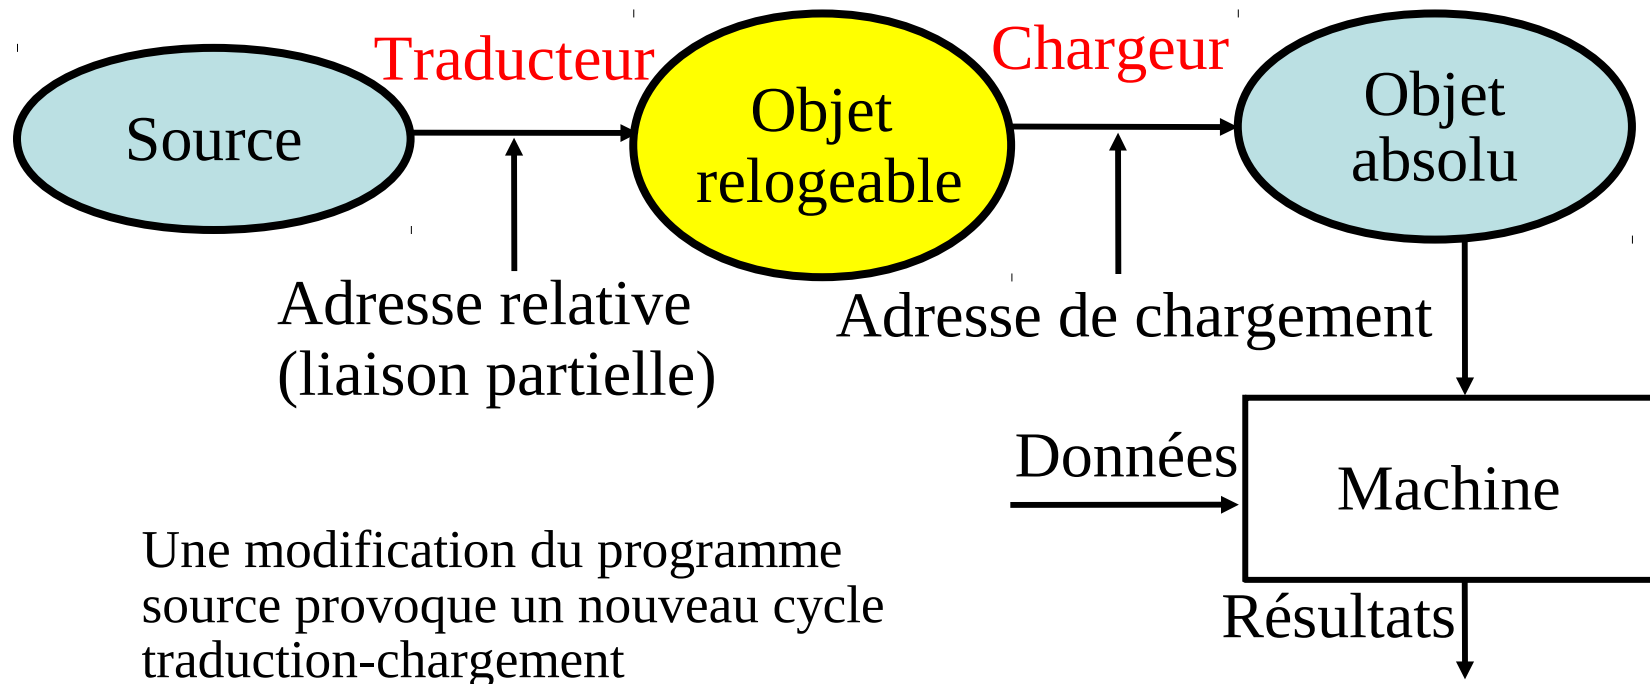 Traducteur
Chargeur
Source
Objet
relogeable
Objet
absolu
Adresse relative
(liaison partielle)
Adresse de chargement
Données
Machine
Une modification du programme
source provoque un nouveau cycle
traduction-chargement
Résultats